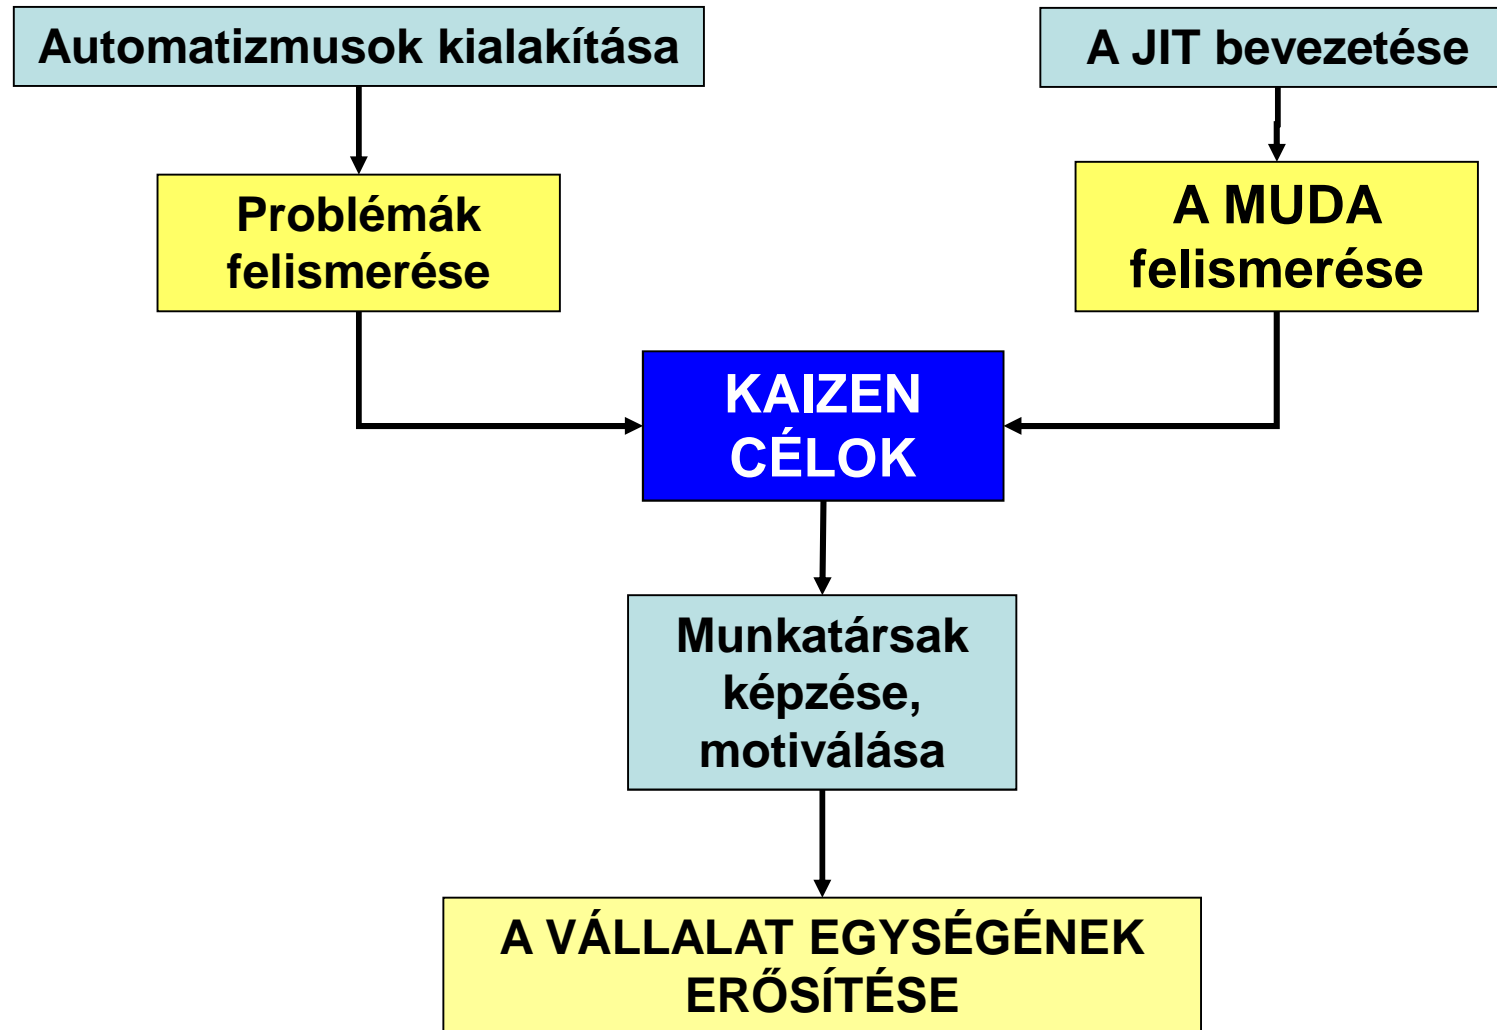 Automatizmusok kialakítása
A JIT bevezetése
Problémák
felismerése
A MUDA
felismerése
KAIZEN
CÉLOK
Munkatársak
képzése,
motiválása
A VÁLLALAT EGYSÉGÉNEK
ERŐSÍTÉSE